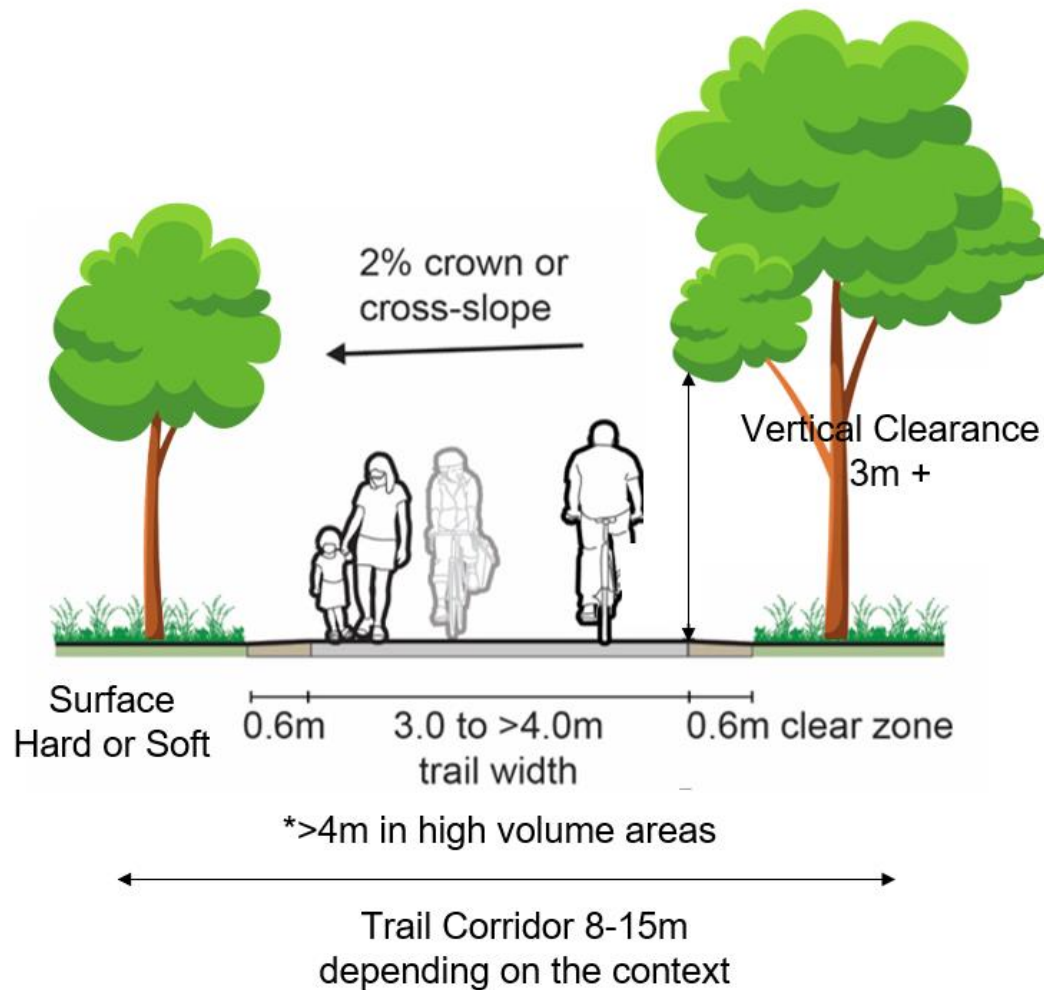 2% crown or
cross-slope
Vertical Clearance
3m +
Surface
Hard or Soft
0.6m
3.0 to >4.0m
trail width
0.6m clear zone
*>4m in high volume areas
Trail Corridor 8-15m
depending on the context